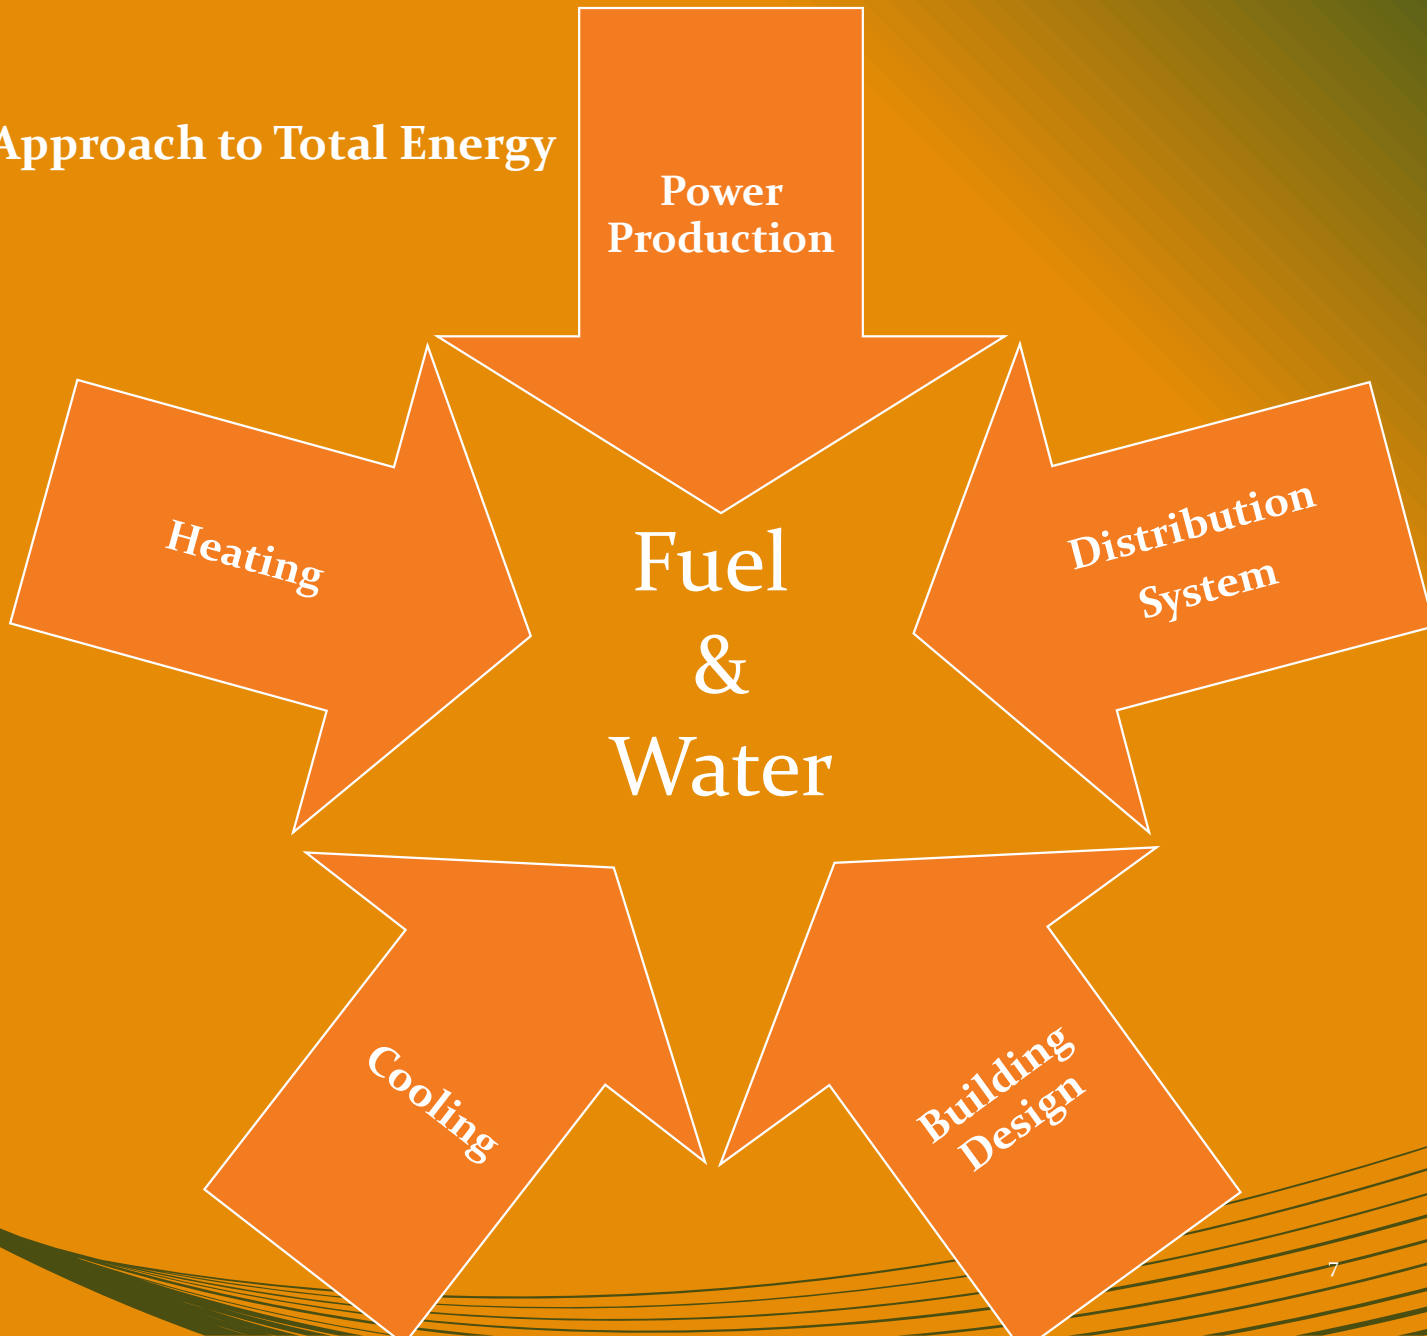 Approach to Total Energy
Power
Production
Heating
Distribution
System
Fuel
&
Water
Cooling
Building
Design
7